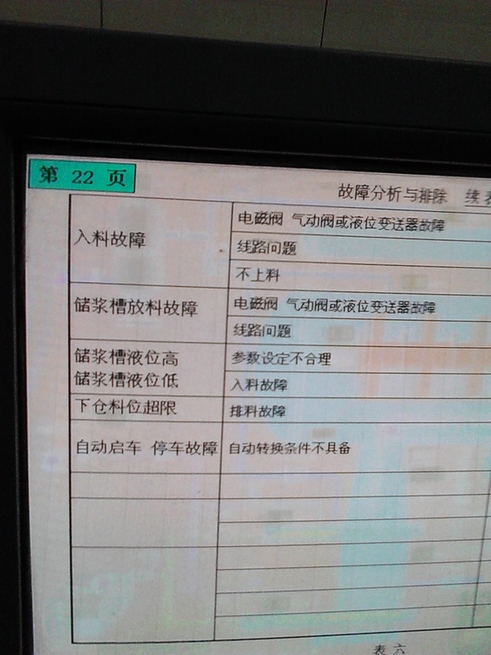 第 22 页
故障分析与排除 续
入料故障
电磁阀 气动阀或液位变送器故障
线路问题
不上料
储浆槽放料故障
电磁阀 气动阀或液位变送器故障
线路问题
储浆槽液位高
参数设定不合理
储浆槽液位低
入料故障
下仓料位超限
排料故障
自动启车 停车故障
自动转换条件不具备
表六